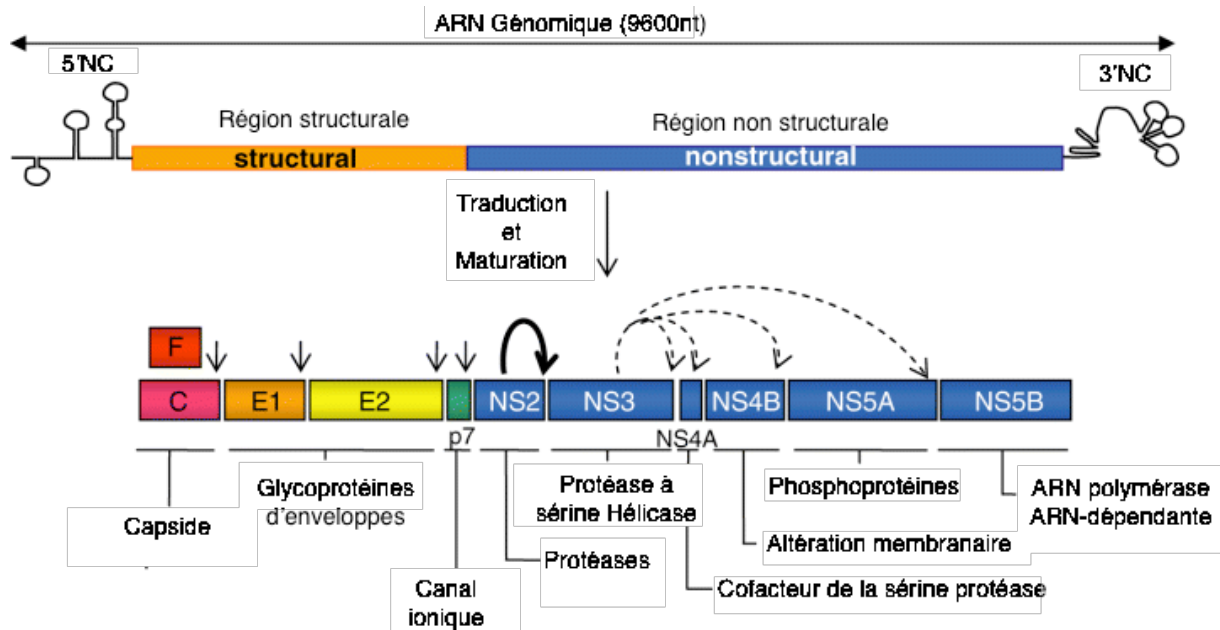 ARN Génomique (9600nt)
5'NC
3'NC
Région structurale
Région non structurale
structural
nonstructural
Traduction
et
Maturation
F
C
E1
E2
NS2
NS3
NS4B
NS5A
NS5B
p7
NS4A
Capside
Glycoprotéines
d'enveloppes
Canal
ionique
Protéase à
sérine Hélicase
Protéases
Phosphoprotéines
Altération membranaire
Cofacteur de la sérine protéase
ARN polymérase
ARN-dépendante